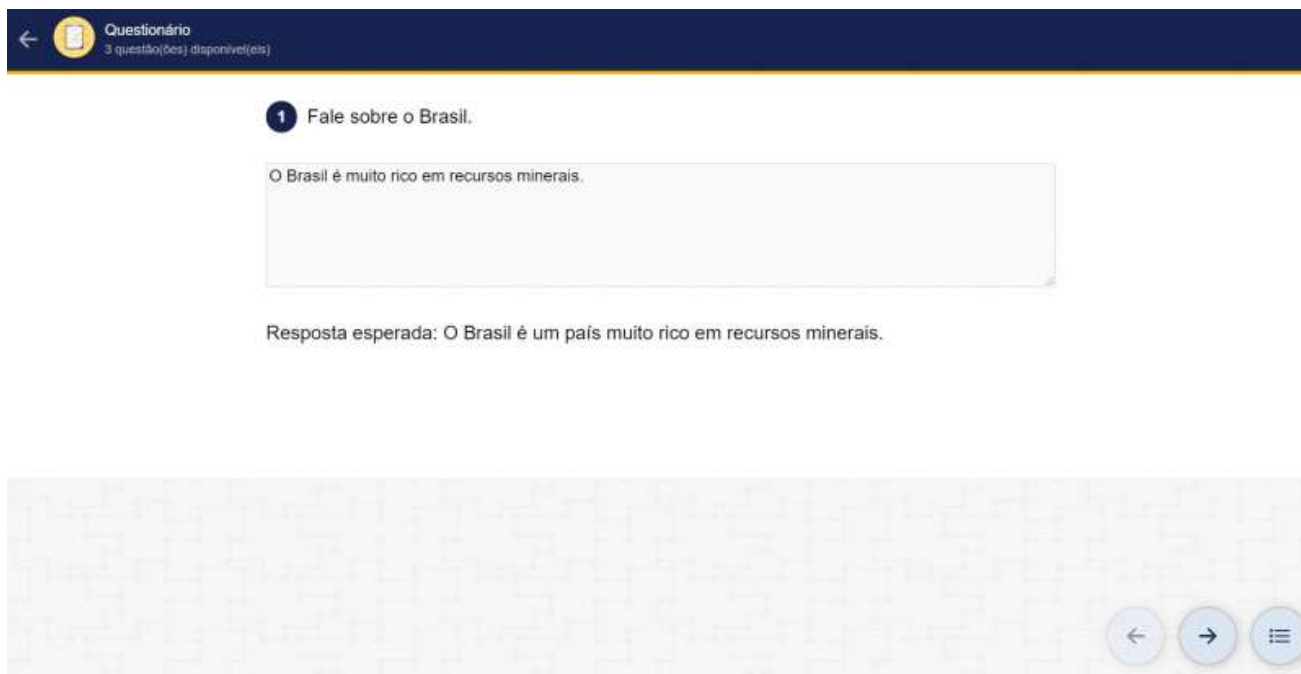 Questionário
3 questão(ões) disponível(eis)
1 Fale sobre o Brasil.
O Brasil é muito rico em recursos minerais.
Resposta esperada: O Brasil é um país muito rico em recursos minerais.